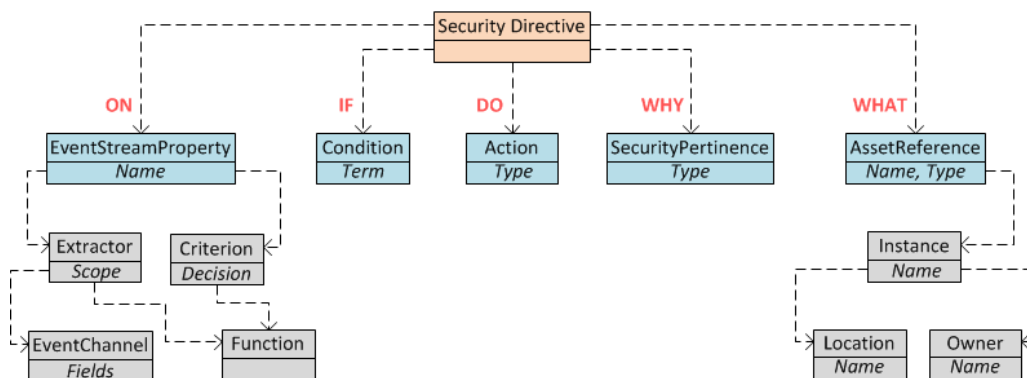 Security Directive
ON
IF
DO
WHY
WHAT
EventStreamProperty
Name
Condition
Term
Action
Type
SecurityPertinence
Type
AssetReference
Name, Type
Extractor
Scope
Criterion
Decision
Instance
Name
EventChannel
Fields
Function
Location
Name
Owner
Name